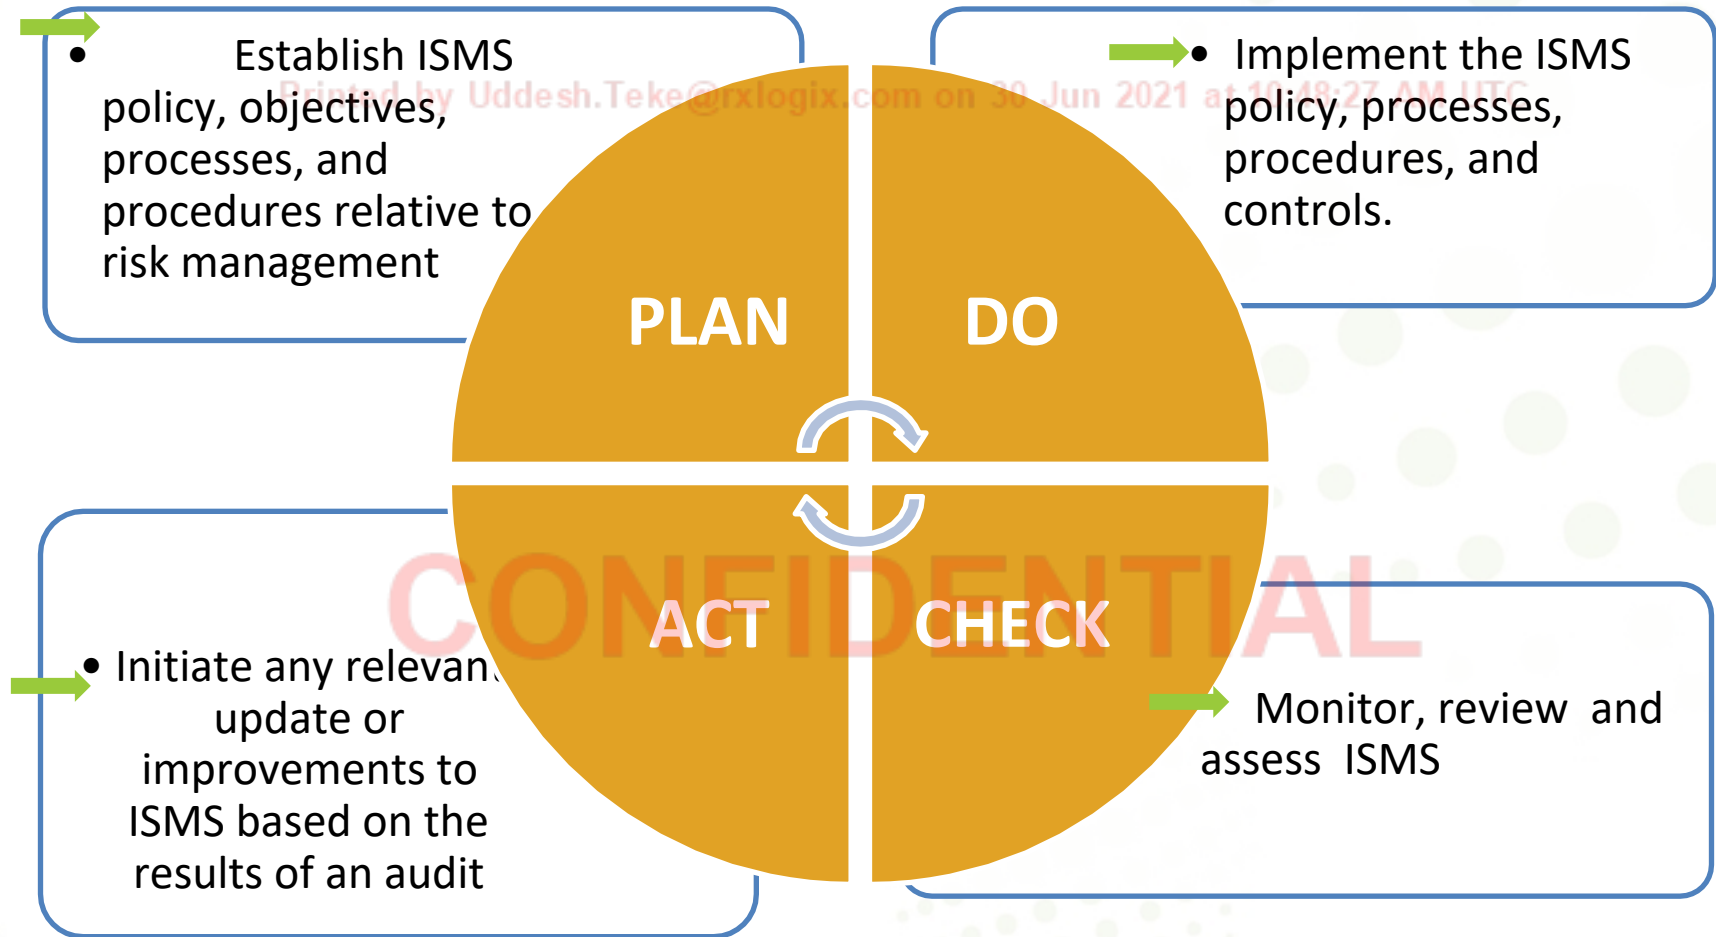 • Establish ISMS
policy, objectives,
processes, and
procedures relative to
risk management
• Implement the ISMS
policy, processes,
procedures, and
controls.
Printed by Uddesh.Teke@rxlogix.com on 30 Jun 2021 at 10:48:27 AM UTC
PLAN
DO
ACT
CHECK
CONFIDENTIAL
• Initiate any relevan
update or
improvements to
ISMS based on the
results of an audit
Monitor, review and
assess ISMS